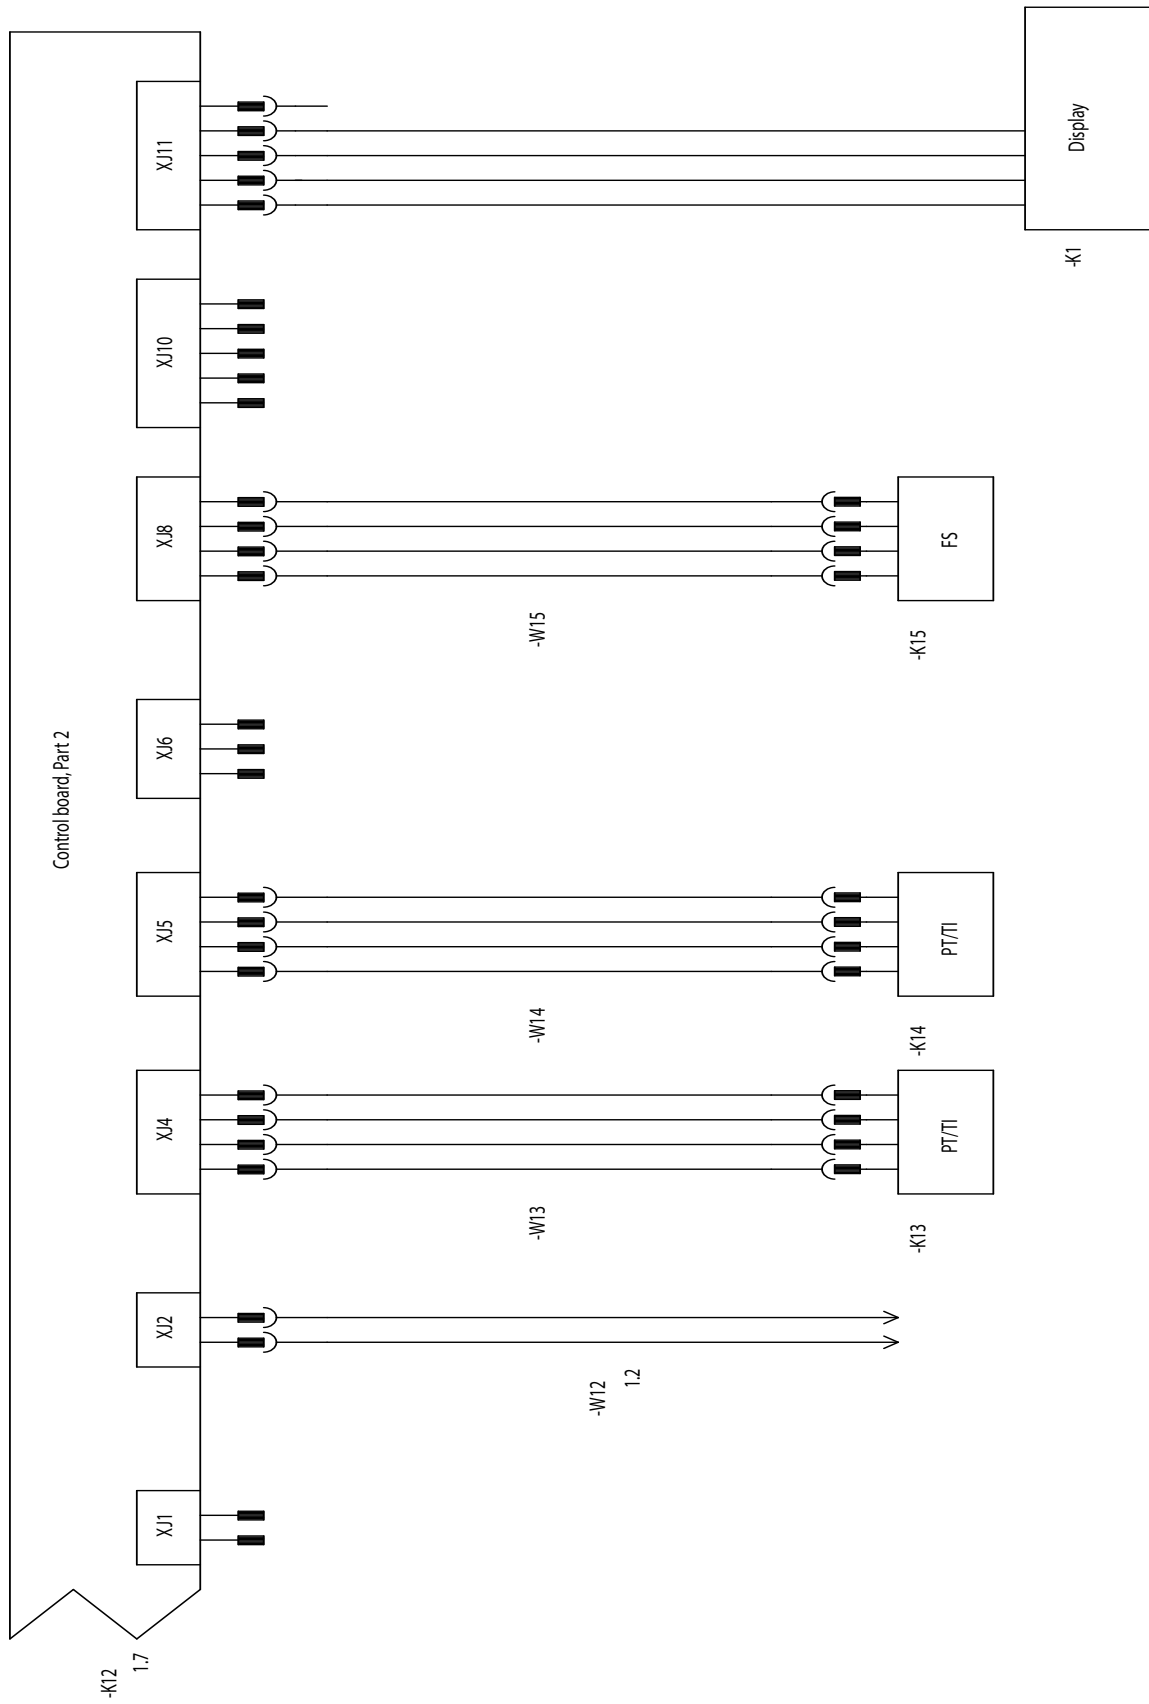 -K12
1.7
Control board, Part 2
XJ1
XJ2
XJ4
XJ5
XJ6
XJ8
XJ10
XJ11
-W12
1.2
-W13
-W14
-W15
-K13
PT/TI
-K14
PT/TI
-K15
FS
-K1
Display